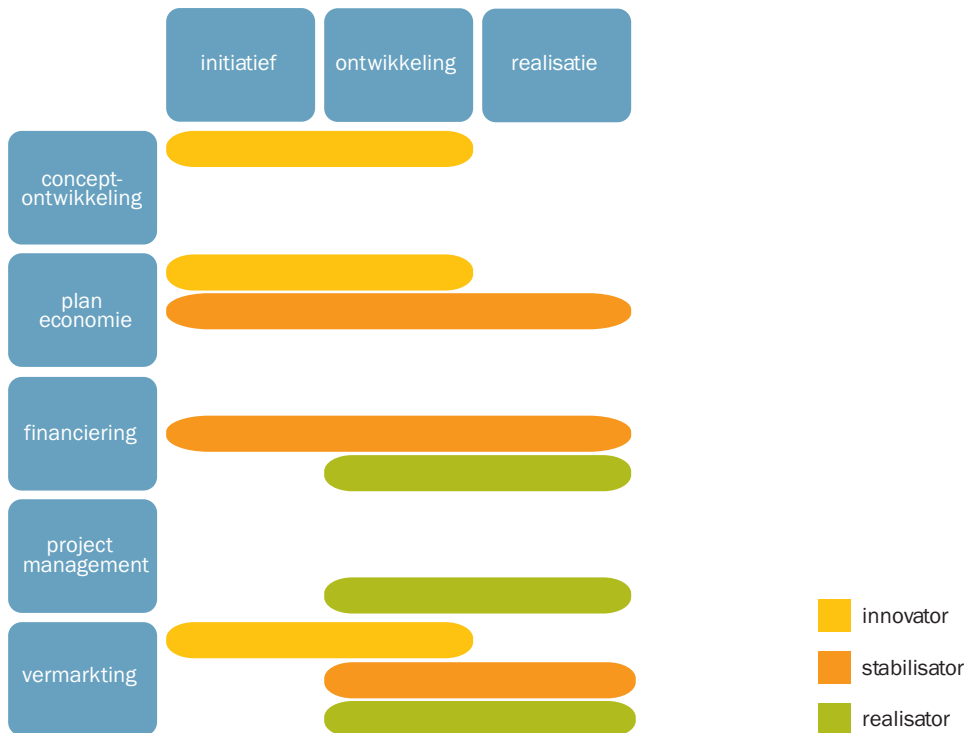 initiatief
ontwikkeling
realisatie
concept-
ontwikkeling
plan
economie
financiering
project
management
vermarkting
innovator
stabilisator
realisator